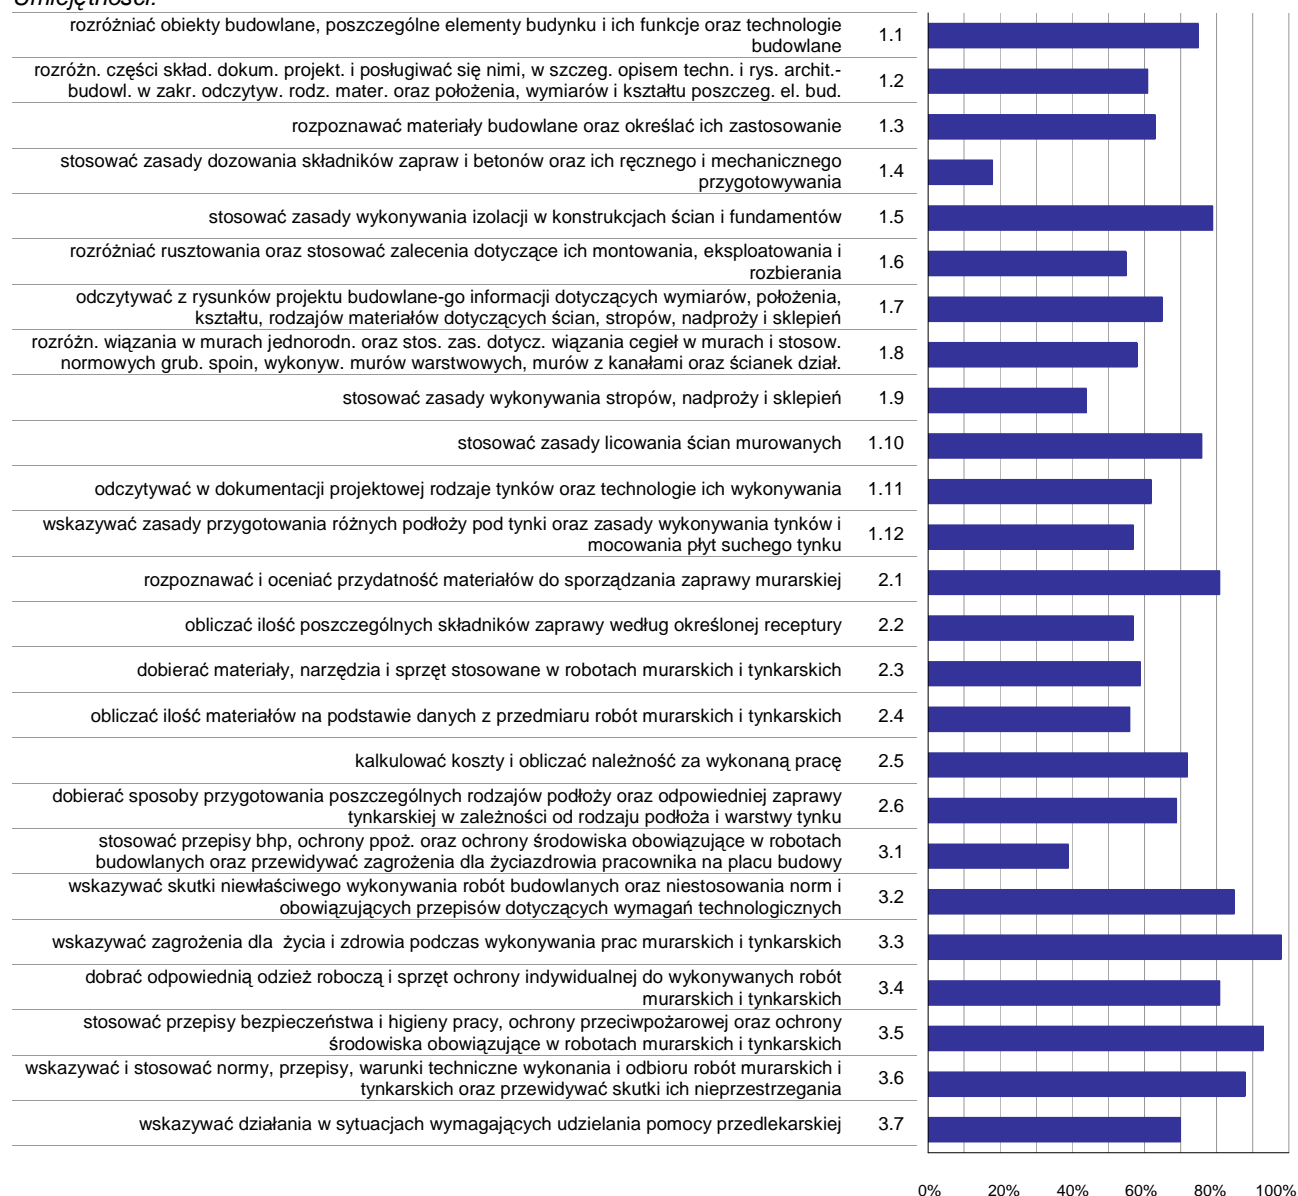 Umiejętności:
rozróżniać obiekty budowlane, poszczególne elementy budynku i ich funkcje oraz technologie
budowlane
1.1
rozróżn. części skład. dokum. projekt. i posługiwać się nimi, w szczeg. opisem techn. i rys. archit.-
budowl. w zakr. odczytyw. rodz. mater. oraz położenia, wymiarów i kształtu poszczeg. el. bud.
1.2
rozpoznawać materiały budowlane oraz określać ich zastosowanie
1.3
stosować zasady dozowania składników zapraw i betonów oraz ich ręcznego i mechanicznego
przygotowywania
1.4
stosować zasady wykonywania izolacji w konstrukcjach ścian i fundamentów
1.5
rozróżniać rusztowania oraz stosować zalecenia dotyczące ich montowania, eksploatowania i
rozbierania
1.6
odczytywać z rysunków projektu budowlane-go informacji dotyczących wymiarów, położenia,
kształtu, rodzajów materiałów dotyczących ścian, stropów, nadproży i sklepień
1.7
rozróżn. wiązania w murach jednorodn. oraz stos. zas. dotycz. wiązania cegieł w murach i stosow.
normowych grub. spoin, wykonyw. murów warstwowych, murów z kanałami oraz ścianek dział.
1.8
stosować zasady wykonywania stropów, nadproży i sklepień
1.9
stosować zasady licowania ścian murowanych
1.10
odczytywać w dokumentacji projektowej rodzaje tynków oraz technologie ich wykonywania
1.11
wskazywać zasady przygotowania różnych podłoży pod tynki oraz zasady wykonywania tynków i
mocowania płyt suchego tynku
1.12
rozpoznawać i oceniać przydatność materiałów do sporządzania zaprawy murarskiej
2.1
obliczać ilość poszczególnych składników zaprawy według określonej receptury
2.2
dobierać materiały, narzędzia i sprzęt stosowane w robotach murarskich i tynkarskich
2.3
obliczać ilość materiałów na podstawie danych z przedmiaru robót murarskich i tynkarskich
2.4
kalkulować koszty i obliczać należność za wykonaną pracę
2.5
dobierać sposoby przygotowania poszczególnych rodzajów podłoży oraz odpowiedniej zaprawy
tynkarskiej w zależności od rodzaju podłoża i warstwy tynku
2.6
stosować przepisy bhp, ochrony ppoż. oraz ochrony środowiska obowiązujące w robotach
budowlanych oraz przewidywać zagrożenia dla życiazdrowia pracownika na placu budowy
3.1
wskazywać skutki niewłaściwego wykonywania robót budowlanych oraz niestosowania norm i
obowiązujących przepisów dotyczących wymagań technologicznych
3.2
wskazywać zagrożenia dla życia i zdrowia podczas wykonywania prac murarskich i tynkarskich
3.3
dobrać odpowiednią odzież roboczą i sprzęt ochrony indywidualnej do wykonywanych robót
murarskich i tynkarskich
3.4
stosować przepisy bezpieczeństwa i higieny pracy, ochrony przeciwpożarowej oraz ochrony
środowiska obowiązujące w robotach murarskich i tynkarskich
3.5
wskazywać i stosować normy, przepisy, warunki techniczne wykonania i odbioru robót murarskich i
tynkarskich oraz przewidywać skutki ich nieprzestrzegania
3.6
wskazywać działania w sytuacjach wymagających udzielania pomocy przedlekarskiej
3.7
0% 20% 40% 60% 80% 100%